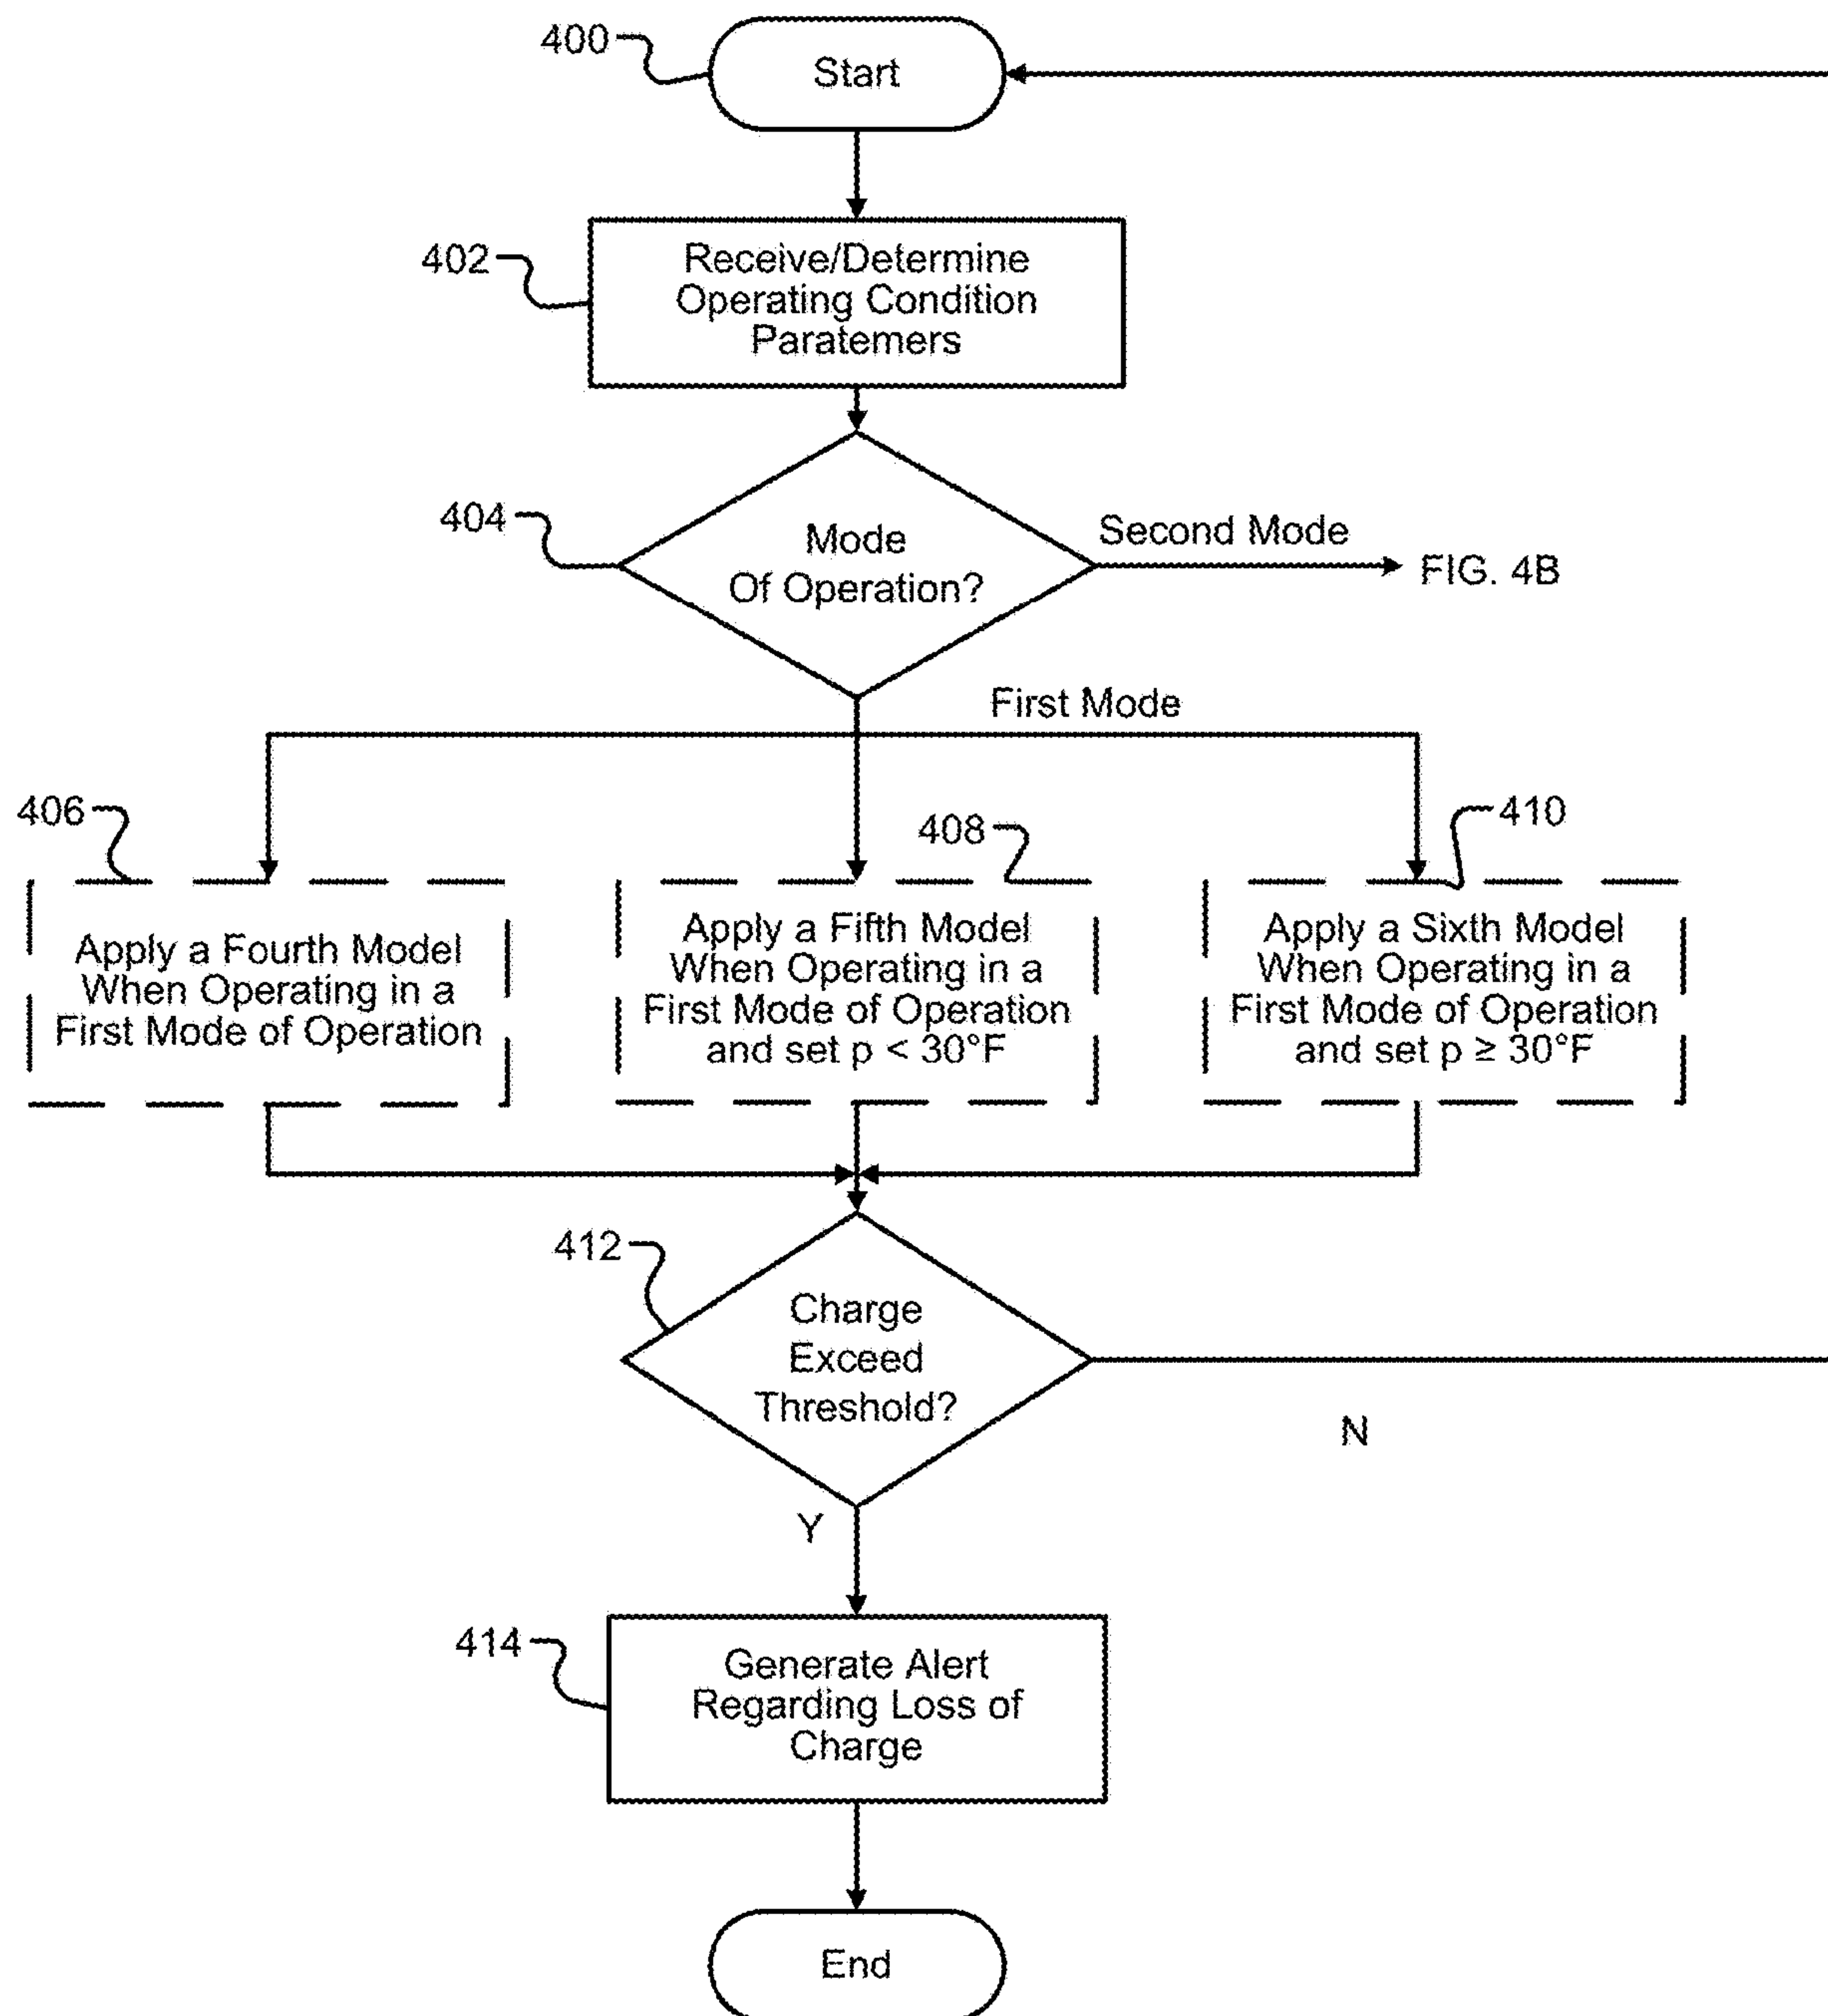 400
Start
402
Receive/Determine
Operating Condition
Paratemers
404
Mode
Of Operation?
Second Mode
FIG. 4B
First Mode
406
408
410
Apply a Fourth Model
When Operating in a
First Mode of Operation
Apply a Fifth Model
When Operating in a
First Mode of Operation
and set p < 30°F
Apply a Sixth Model
When Operating in a
First Mode of Operation
and set p ≥ 30°F
412
Charge
Exceed
Threshold?
N
Y
414
Generate Alert
Regarding Loss of
Charge
End